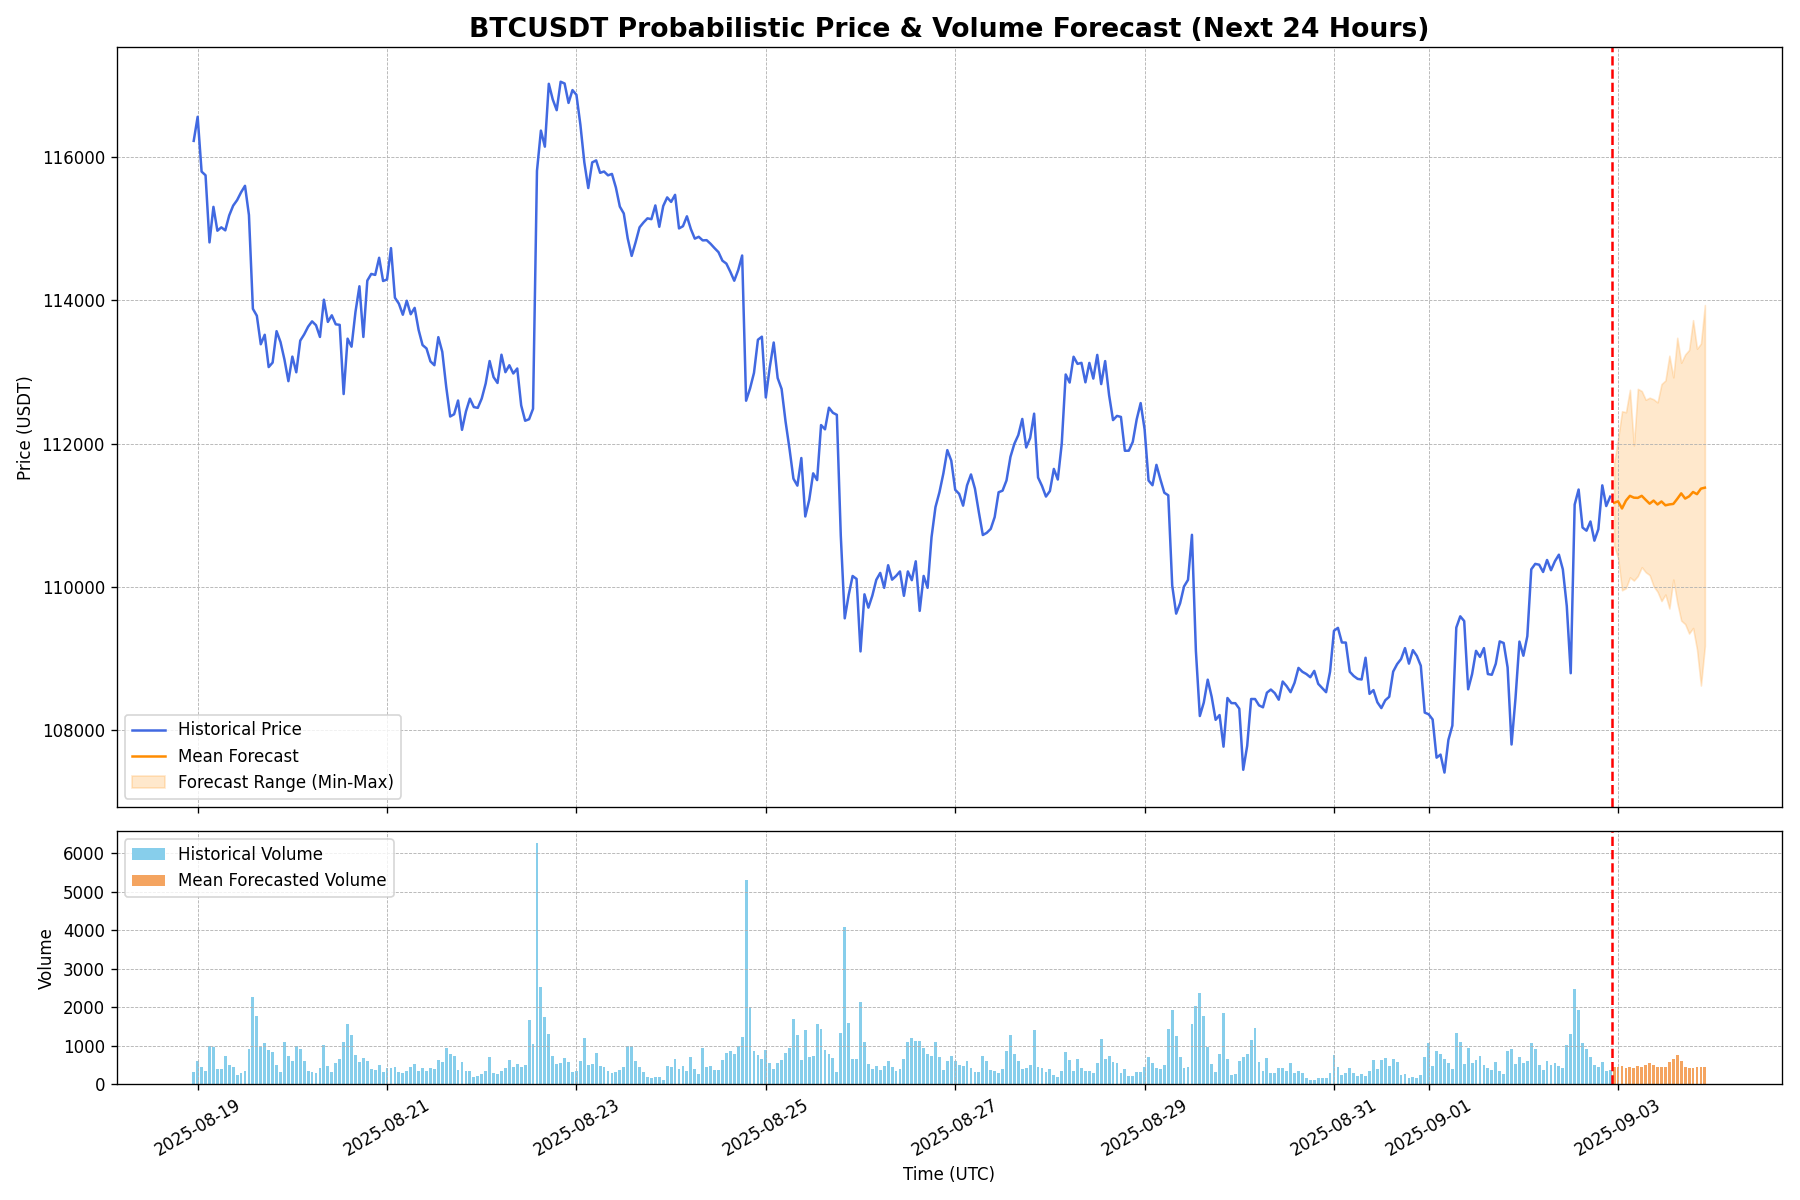 BTCUSDT Probabilistic Price & Volume Forecast (Next 24 Hours)
Price (USDT)
116000
114000
112000
110000
108000
Historical Price
Mean Forecast
Forecast Range (Min-Max)
Volume
6000
5000
4000
3000
2000
1000
0
Historical Volume
Mean Forecasted Volume
2025-08-19
2025-08-21
2025-08-23
2025-08-25
2025-08-27
2025-08-29
2025-08-31
2025-09-01
2025-09-03
Time (UTC)